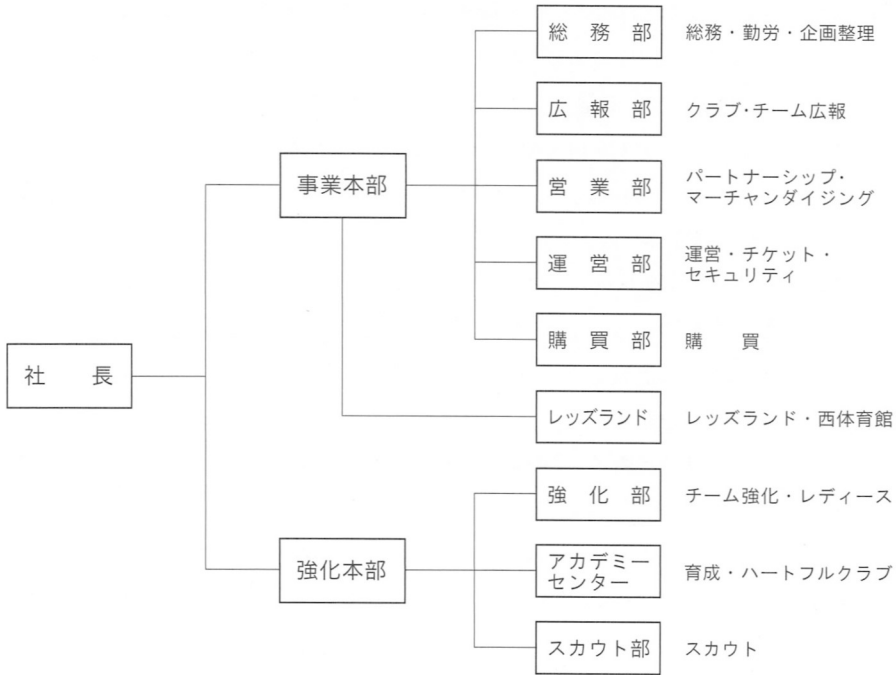 総務部 総務・勤労・企画整理
広報部 クラブ・チーム広報
事業本部
営業部 パートナーシップ・
マーチャンダイジング
運営部 運営・チケット・
セキュリティ
購買部 購買
社長
レッズランド レッズランド・西体育館
強化部 チーム強化・レディース
強化本部
アカデミー
センター 育成・ハートフルクラブ
スカウト部 スカウト